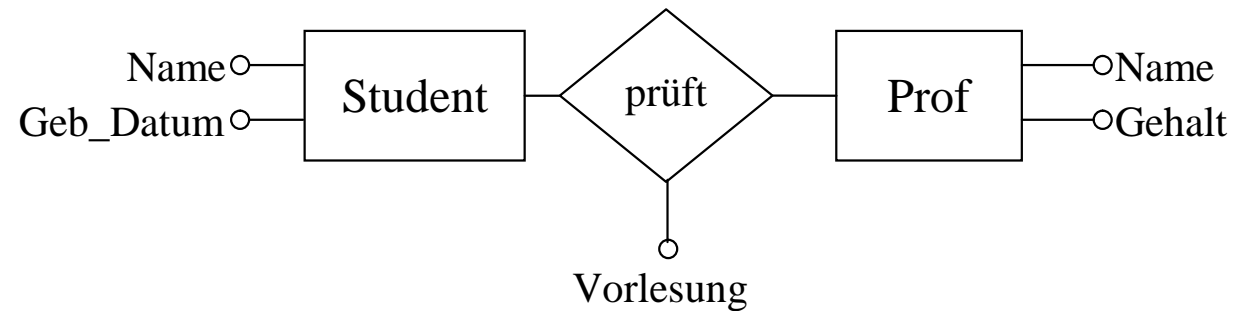 Name
Geb_Datum
Student
prüft
Prof
Name
Gehalt
Vorlesung